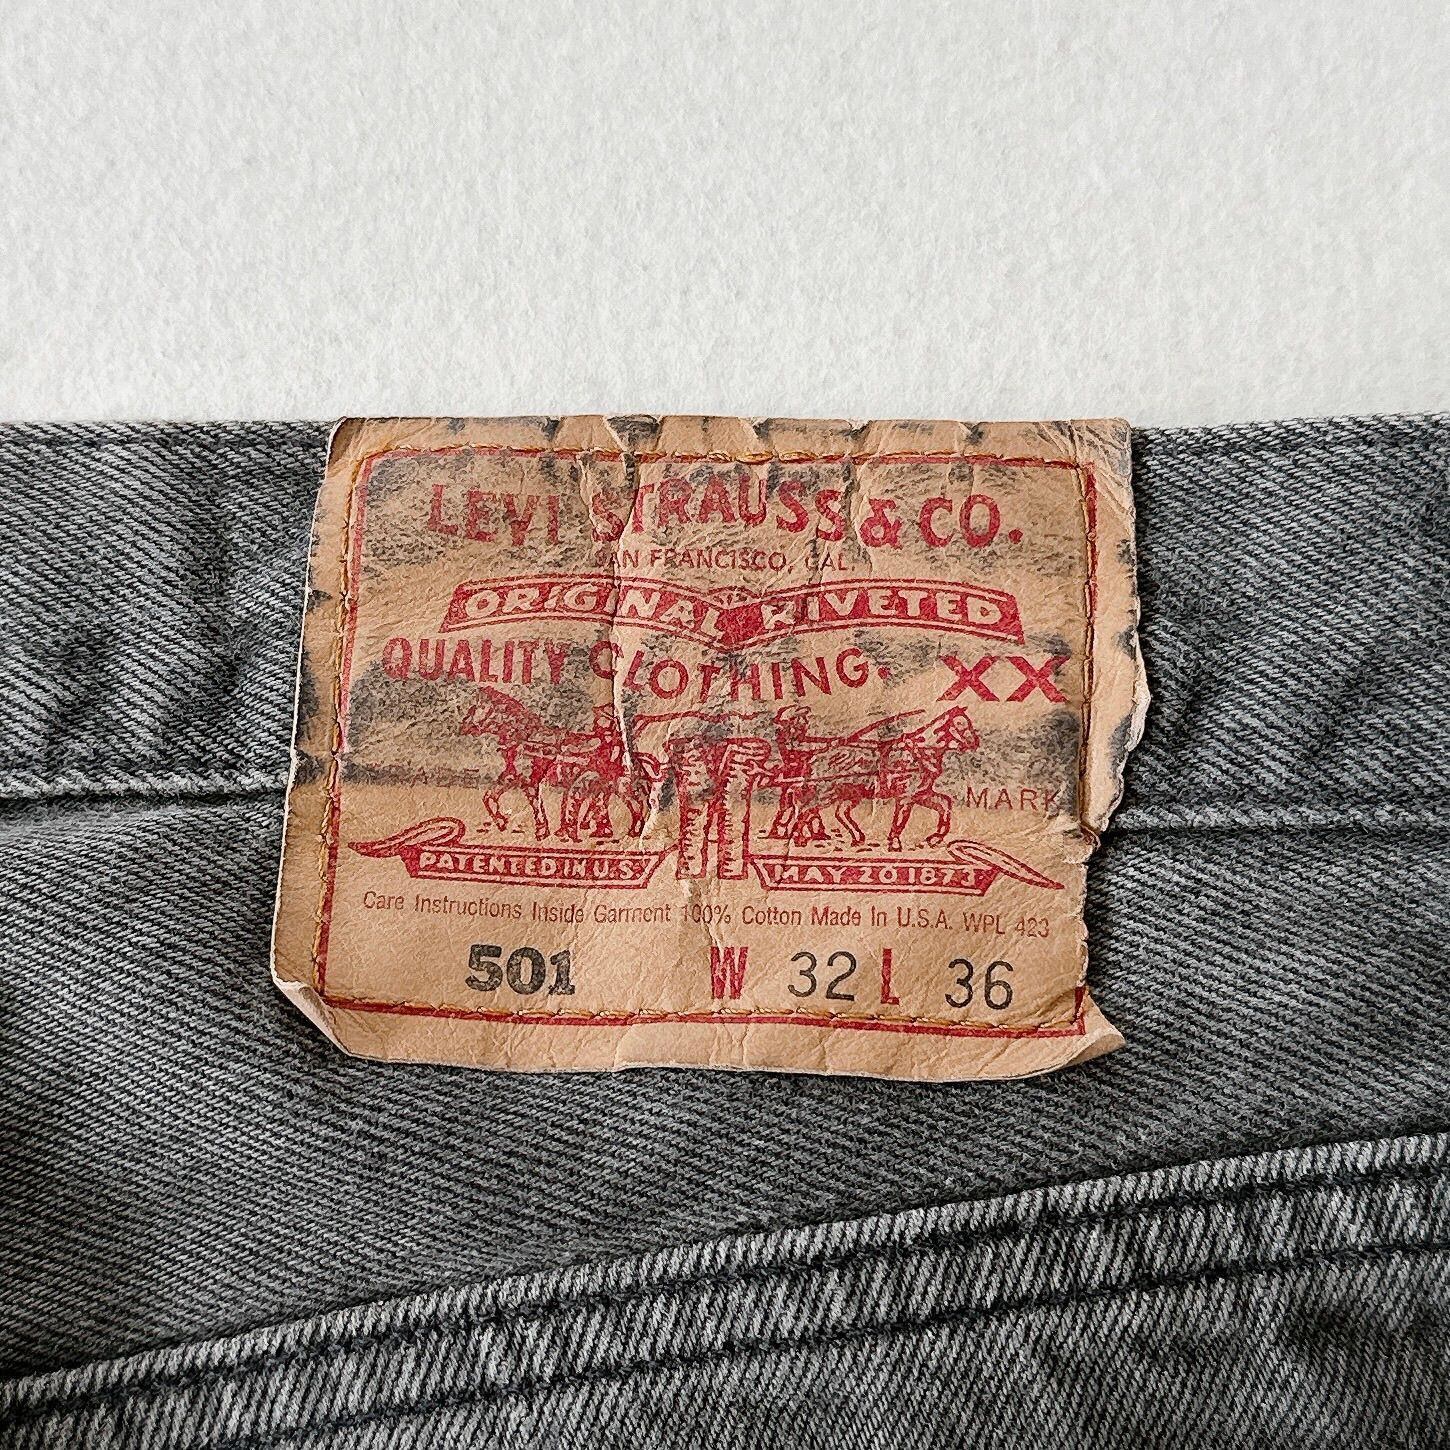 LEVI STRAUSS & CO.
SAN FRANCISCO, CAL.
ORIGINAL RIVETED
QUALITY CLOTHING. XX
TRADE MARK
PATENTED IN U.S. MAY 20 1873
Care Instructions Inside Garment 100% Cotton Made In U.S.A. WPL 423
501 W 32 L 36